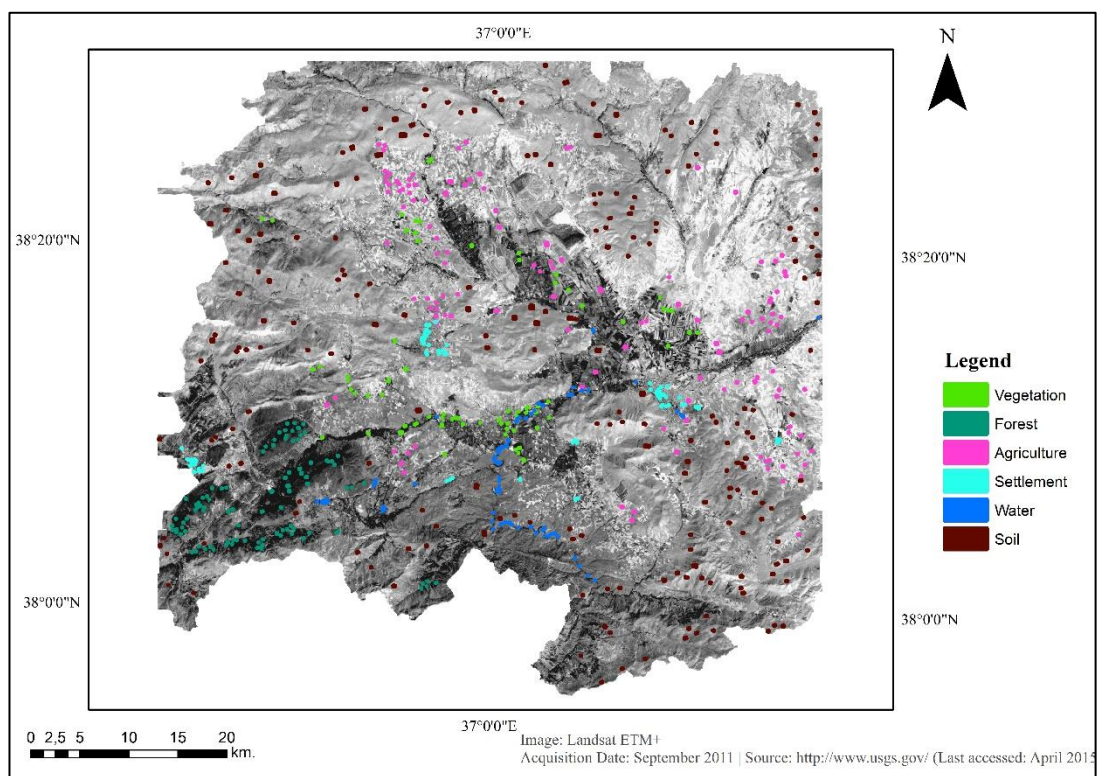 37°0'0"E
N
38°20'0"N
38°20'0"N
Legend
Vegetation
Forest
Agriculture
Settlement
Water
Soil
38°0'0"N
38°0'0"N
37°0'0"E
0 2,5 5 10 15 20
km.
Image: Landsat ETM+
Acquisition Date: September 2011 | Source: http://www.usgs.gov/ (Last accessed: April 2015